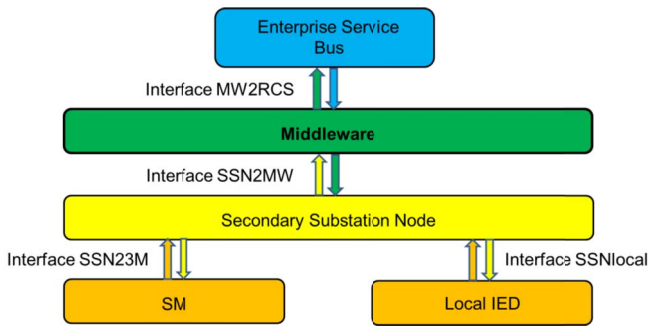 Enterprise Service
Bus
Interface MW2RCS
Middleware
Interface SSN2MW
Secondary Substation Node
Interface SSN23M
Interface SSNlocal
SM
Local IED